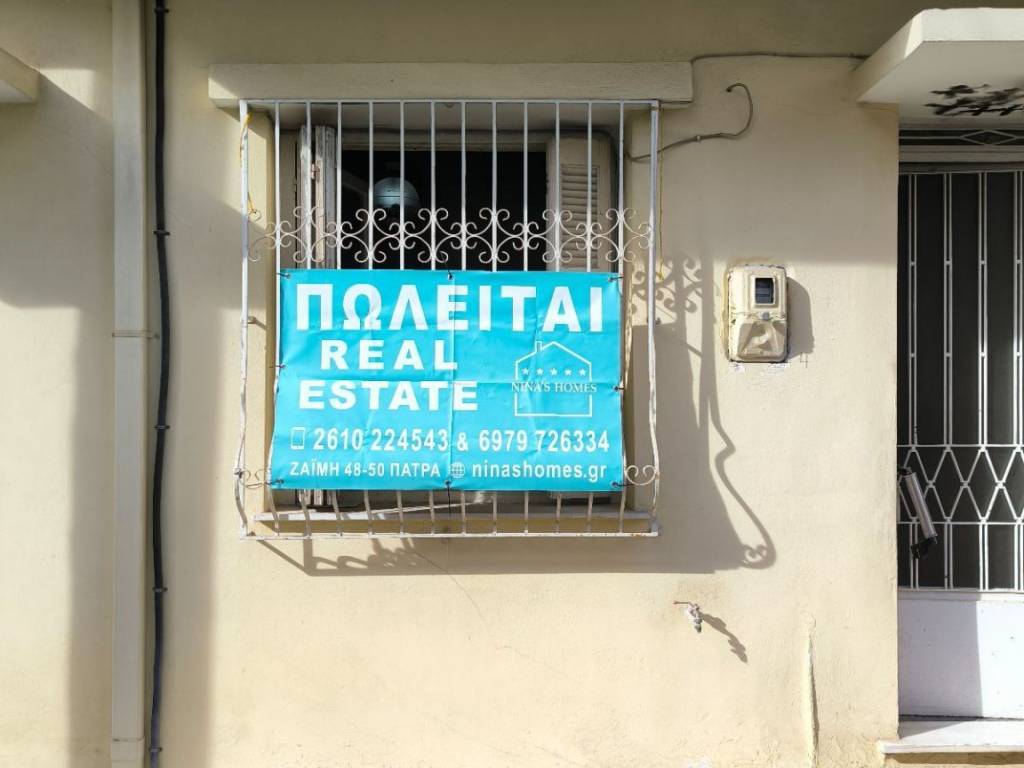 ΠΩΛΕΙΤΑΙ
REAL
ESTATE
NINA'S HOMES
2610 224543 & 6979 726334
ΖΑΪΜΗ 48-50 ΠΑΤΡΑ ninashomes.gr